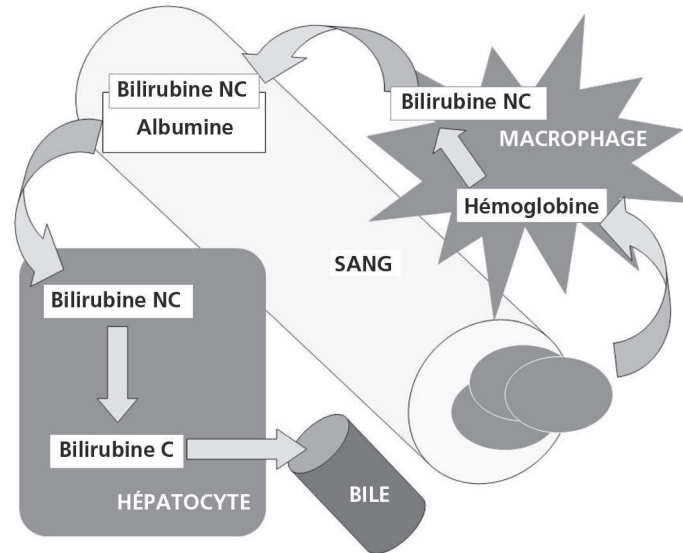 Bilirubine NC
Albumine
Bilirubine NC
MACROPHAGE
Hémoglobine
SANG
Bilirubine NC
Bilirubine C
HÉPATOCYTE
BILE